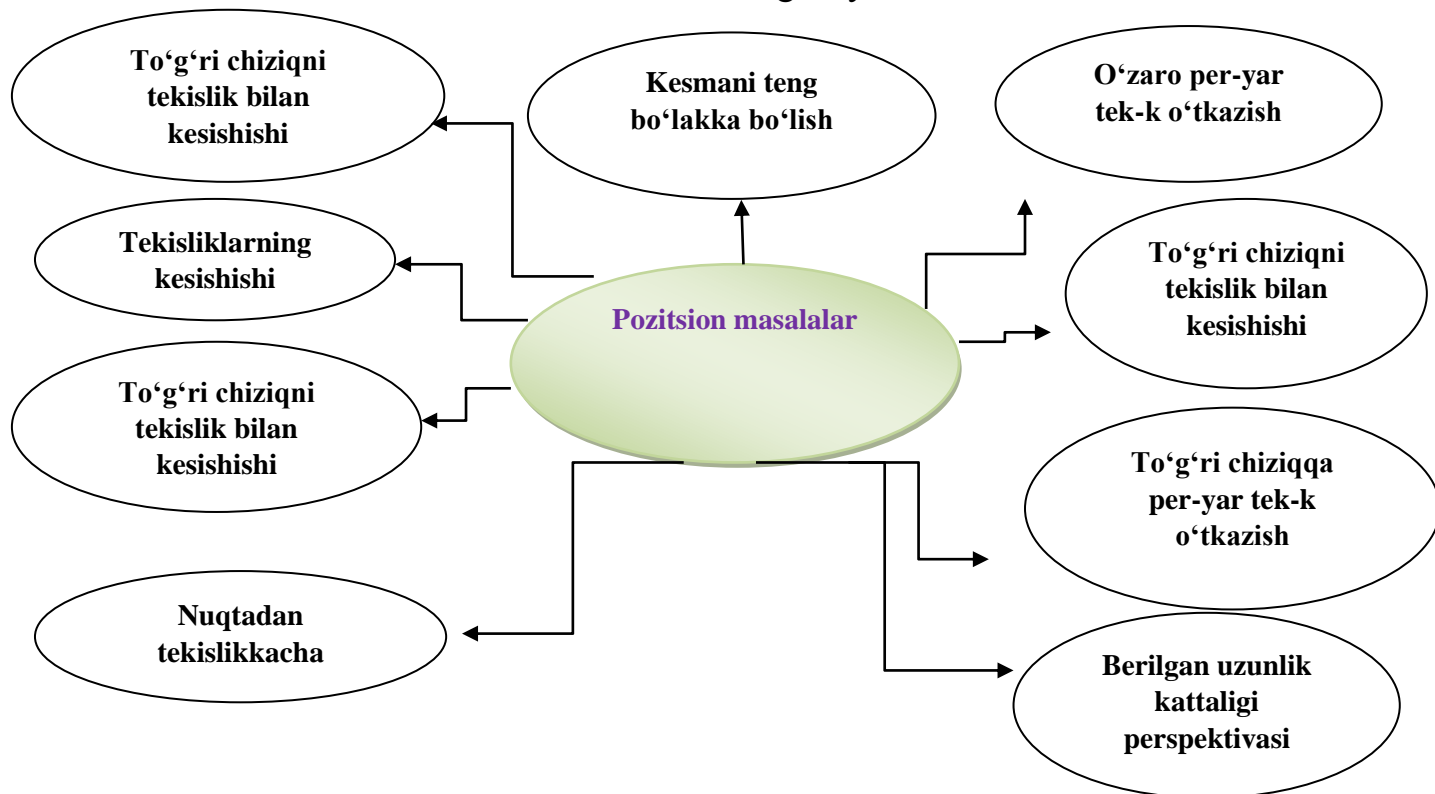 To‘g‘ri chiziqni
tekislik bilan
kesishishi
Kesmani teng
bo‘lakka bo‘lish
O‘zaro per-yar
tek-k o‘tkazish
Tekisliklarning
kesishishi
To‘g‘ri chiziqni
tekislik bilan
kesishishi
Pozitsion masalalar
To‘g‘ri chiziqni
tekislik bilan
kesishishi
To‘g‘ri chiziqqa
per-yar tek-k
o‘tkazish
Nuqtadan
tekislikkacha
Berilgan uzunlik
kattaligi
perspektivasi